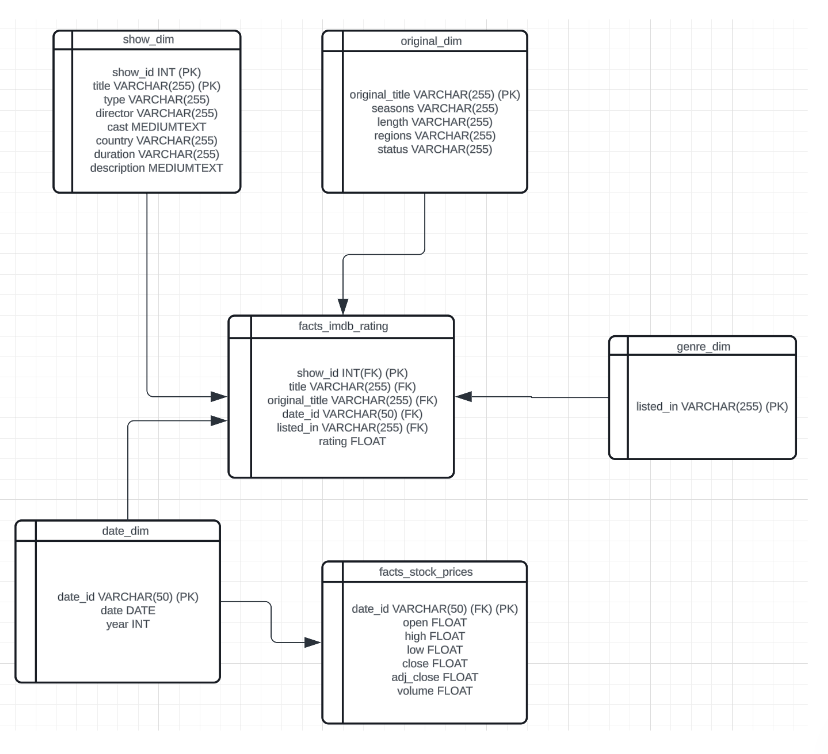 show_dim
show_id INT (PK)
title VARCHAR(255) (PK)
type VARCHAR(255)
director VARCHAR(255)
cast MEDIUMTEXT
country VARCHAR(255)
duration VARCHAR(255)
description MEDIUMTEXT
original_dim
original_title VARCHAR(255) (PK)
seasons VARCHAR(255)
length VARCHAR(255)
regions VARCHAR(255)
status VARCHAR(255)
facts_imdb_rating
show_id INT(FK) (PK)
title VARCHAR(255) (FK)
original_title VARCHAR(255) (FK)
date_id VARCHAR(50) (FK)
listed_in VARCHAR(255) (FK)
rating FLOAT
genre_dim
listed_in VARCHAR(255) (PK)
date_dim
date_id VARCHAR(50) (PK)
date DATE
year INT
facts_stock_prices
date_id VARCHAR(50) (FK) (PK)
open FLOAT
high FLOAT
low FLOAT
close FLOAT
adj_close FLOAT
volume FLOAT